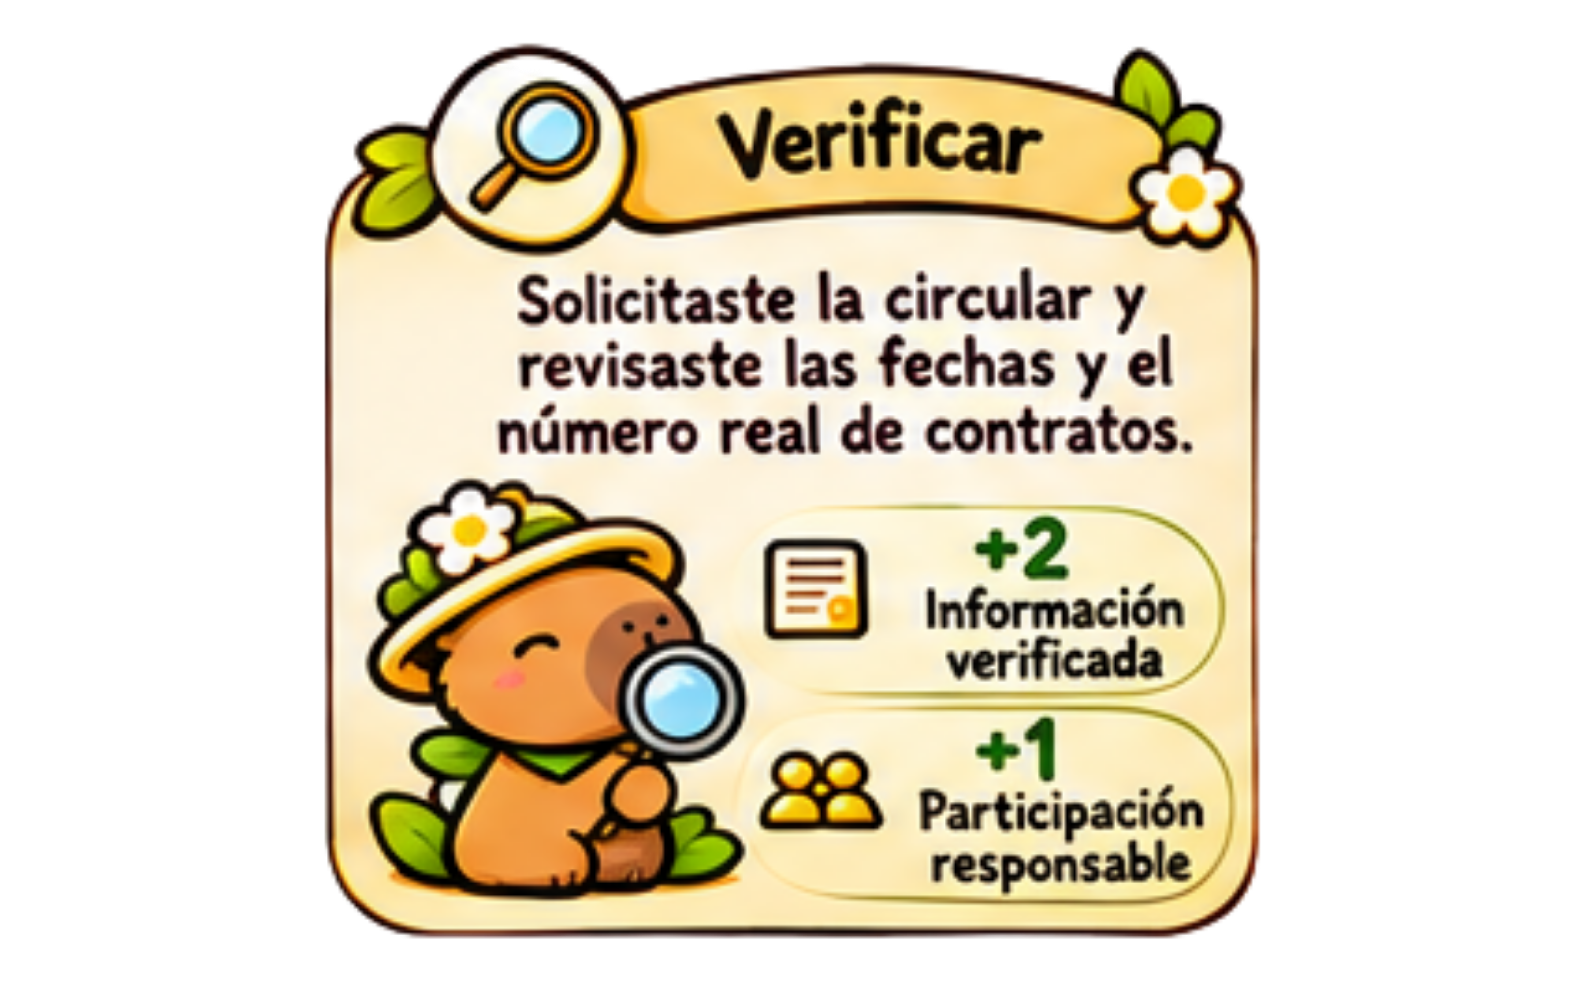 Verificar
Solicitaste la circular y
revisaste las fechas y el
número real de contratos.
+2
Información
verificada
+1
Participación
responsable